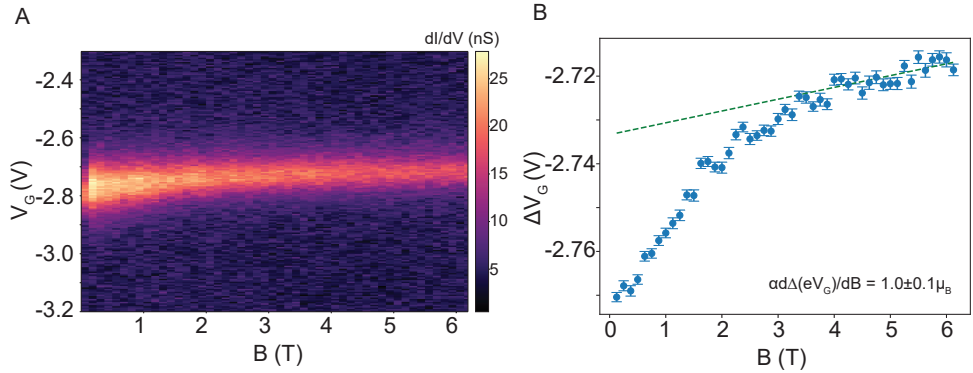 A
B
dI/dV (nS)
25
20
15
10
5
-2.4
-2.6
-2.8
-3.0
-3.2
V_G (V)
1 2 3 4 5 6
B (T)
-2.72
-2.74
-2.76
ΔV_G (V)
αdΔ(eV_G)/dB = 1.0±0.1μ_B
0 1 2 3 4 5 6
B (T)